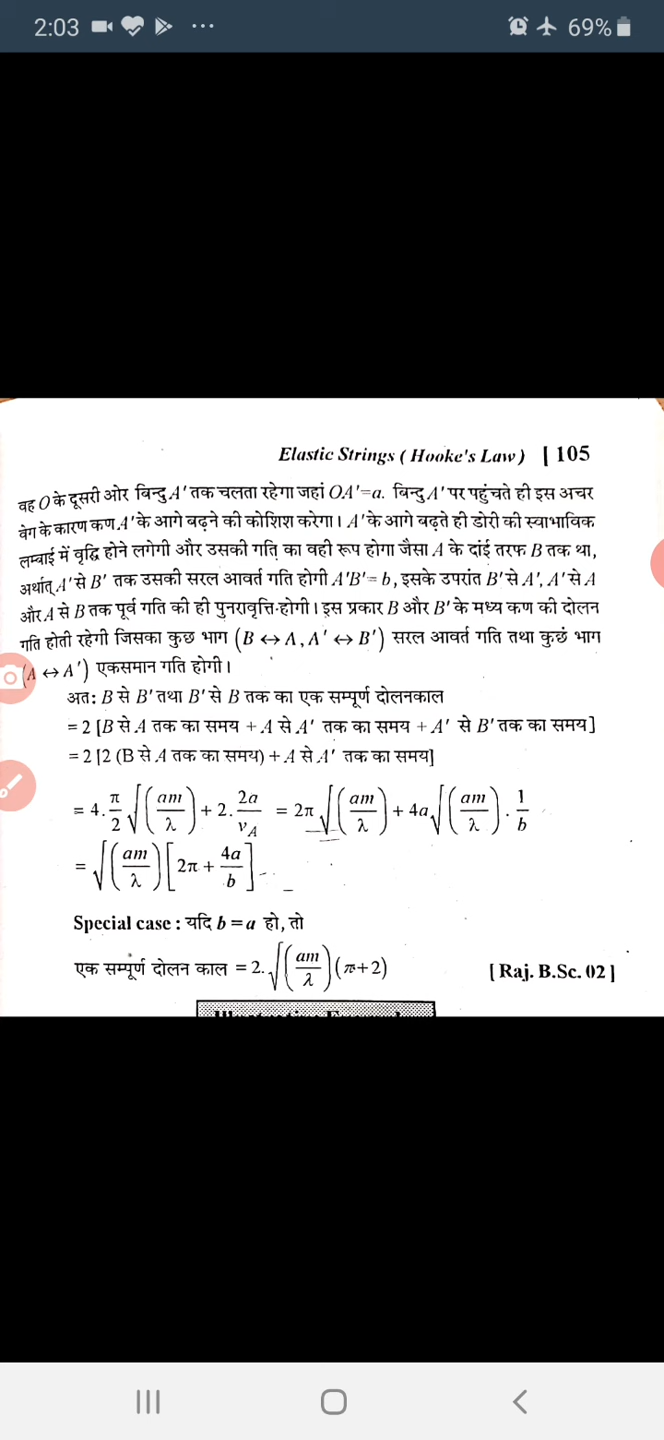 2:03
69%
Elastic Strings ( Hooke's Law ) [ 105
वह O के दूसरी ओर बिन्दु A' तक चलता रहेगा जहां OA'=a. बिन्दु A' पर पहुंचते ही इस अचर
वेग के कारण कण A' के आगे बढ़ने की कोशिश करेगा। A' के आगे बढ़ते ही डोरी की स्वाभाविक
लम्बाई में वृद्धि होने लगेगी और उसकी गति का वही रूप होगा जैसा A के दांई तरफ B तक था,
अर्थात् A' से B' तक उसकी सरल आवर्त गति होगी A'B'= b, इसके उपरांत B' से A', A' से A
और A से B तक पूर्व गति की ही पुनरावृत्ति होगी। इस प्रकार B और B' के मध्य कण की दोलन
गति होती रहेगी जिसका कुछ भाग (B ↔ A, A' ↔ B') सरल आवर्त गति तथा कुछ भाग
(A ↔ A') एकसमान गति होगी।
अत: B से B' तथा B' से B तक का एक सम्पूर्ण दोलनकाल
= 2 [B से A तक का समय + A से A' तक का समय + A' से B' तक का समय]
= 2 [2 (B से A तक का समय) + A से A' तक का समय]
= 4. π/2 √(am/λ) + 2. 2a/v_A = 2π √(am/λ) + 4a √(am/λ) . 1/b
= √(am/λ) [2π + 4a/b]
Special case : यदि b = a हो, तो
एक सम्पूर्ण दोलन काल = 2. √(am/λ) (π+2) [ Raj. B.Sc. 02 ]